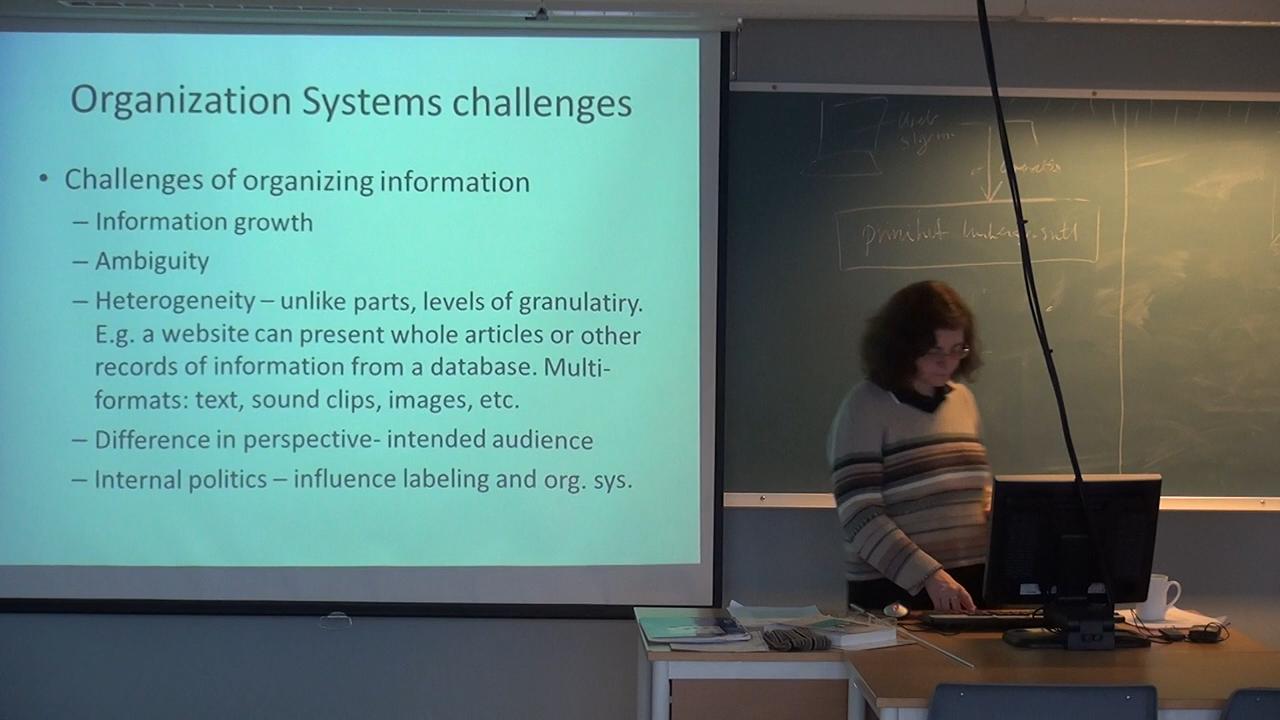 Organization Systems challenges
• Challenges of organizing information
– Information growth
– Ambiguity
– Heterogeneity – unlike parts, levels of granulatiry.
E.g. a website can present whole articles or other
records of information from a database. Multi-
formats: text, sound clips, images, etc.
– Difference in perspective- intended audience
– Internal politics – influence labeling and org. sys.